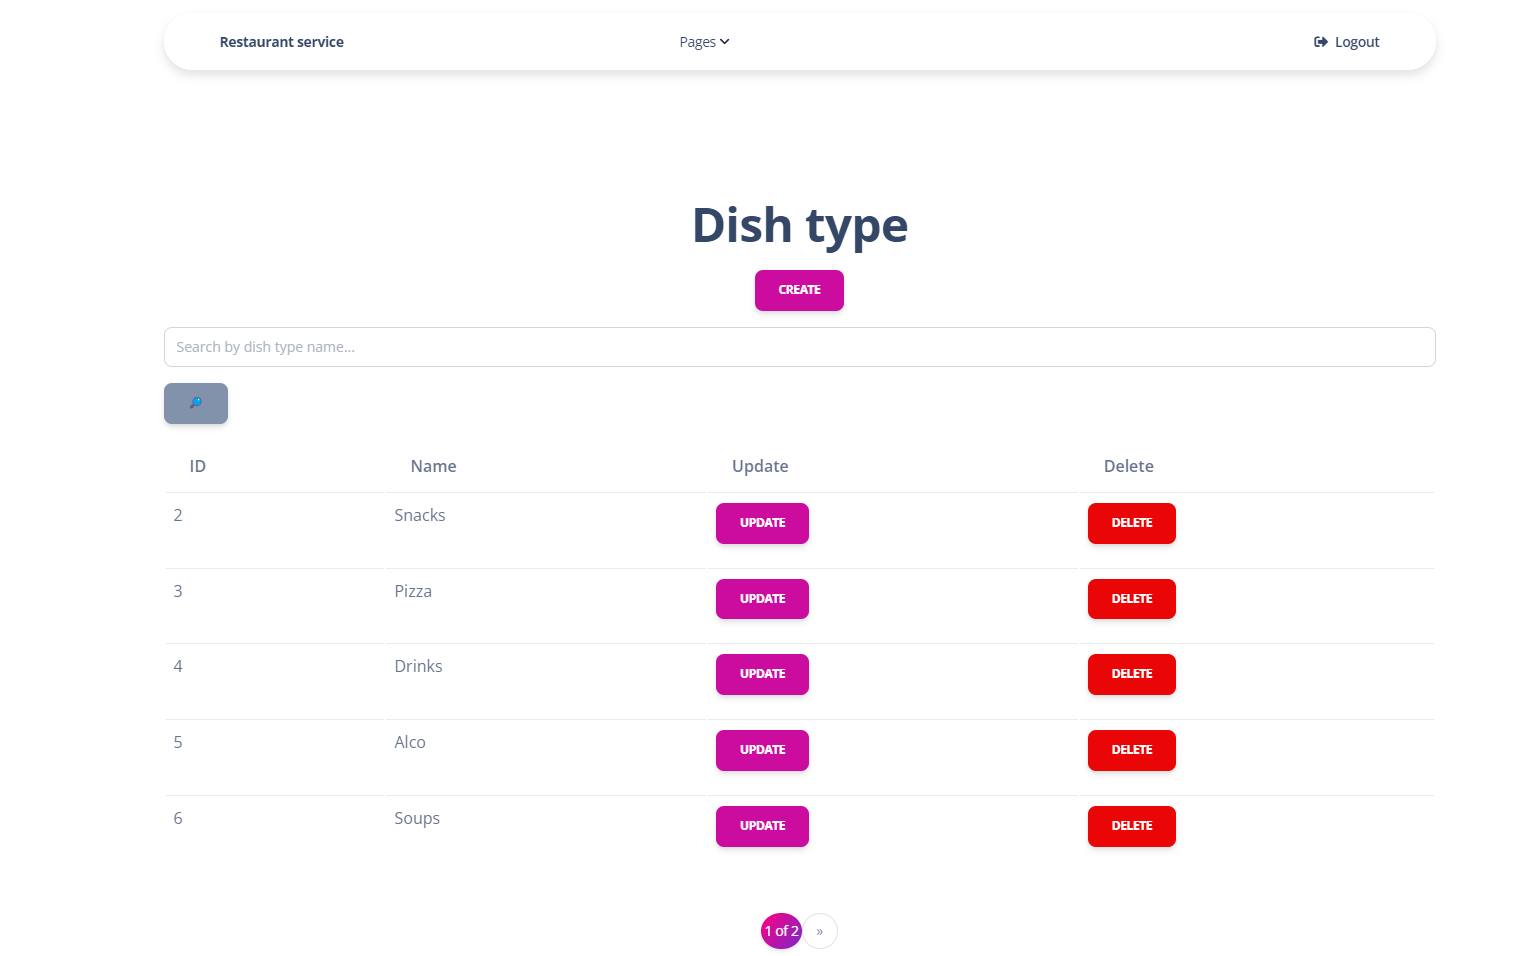 Restaurant service Pages Logout
Dish type
CREATE
Search by dish type name...
ID Name Update Delete
2 Snacks UPDATE DELETE
3 Pizza UPDATE DELETE
4 Drinks UPDATE DELETE
5 Alco UPDATE DELETE
6 Soups UPDATE DELETE
1 of 2 »